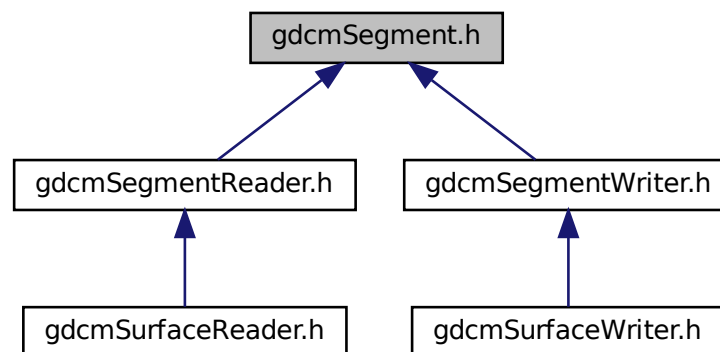 gdcmSegment.h
gdcmSegmentReader.h
gdcmSegmentWriter.h
gdcmSurfaceReader.h
gdcmSurfaceWriter.h